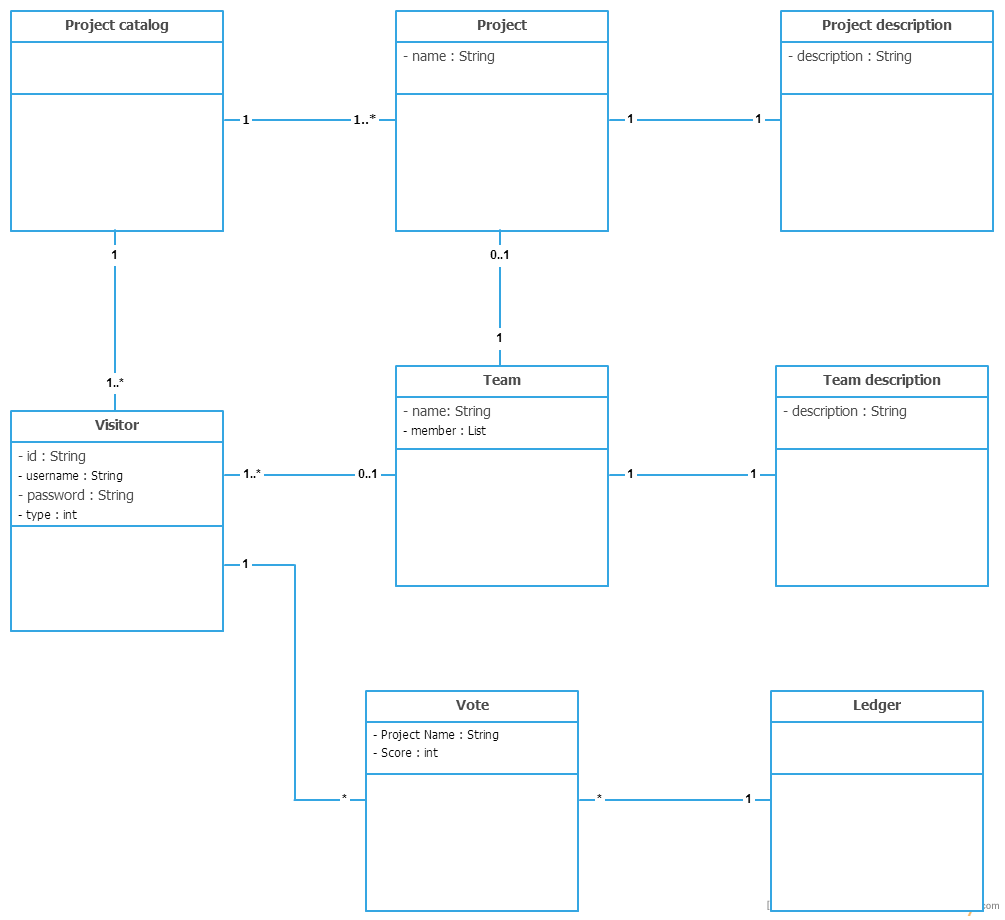 Project catalog
Project
- name : String
Project description
- description : String
1
1..*
1
1
1
0..1
1
1..*
Team
- name: String
- member : List
Team description
- description : String
Visitor
- id : String
- username : String
- password : String
- type : int
1..*
0..1
1
1
1
Vote
- Project Name : String
- Score : int
Ledger
*
*
1
com